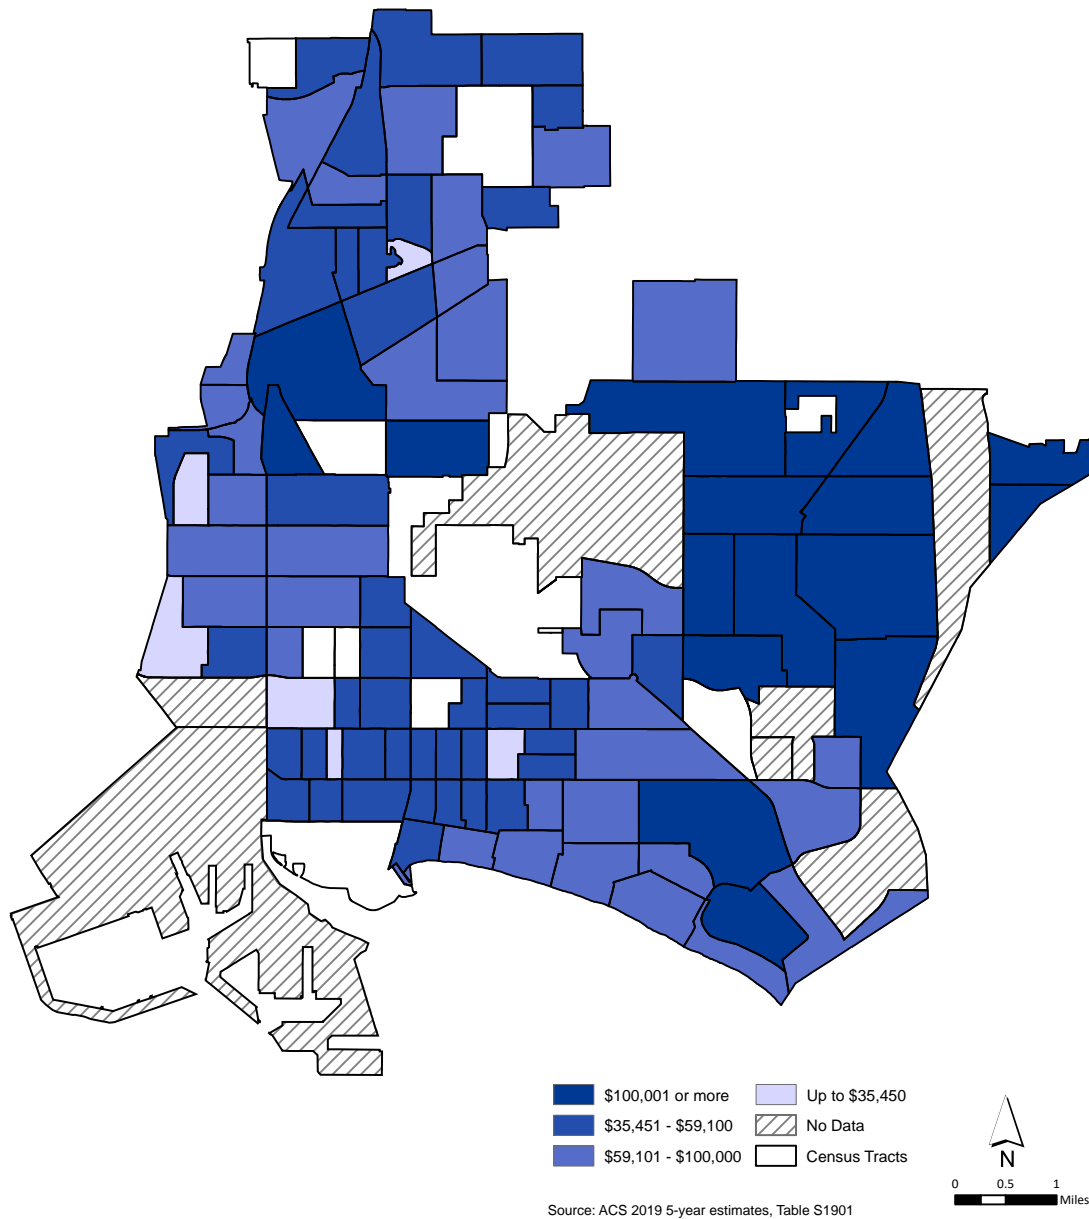 $100,001 or more
$35,451 - $59,100
$59,101 - $100,000
Up to $35,450
No Data
Census Tracts
N
0 0.5 1
Miles
Source: ACS 2019 5-year estimates, Table S1901